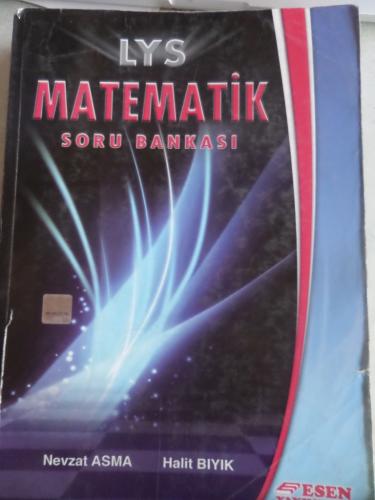 LYS
MATEMATİK
SORU BANKASI
Nevzat ASMA Halit BIYIK
ESEN